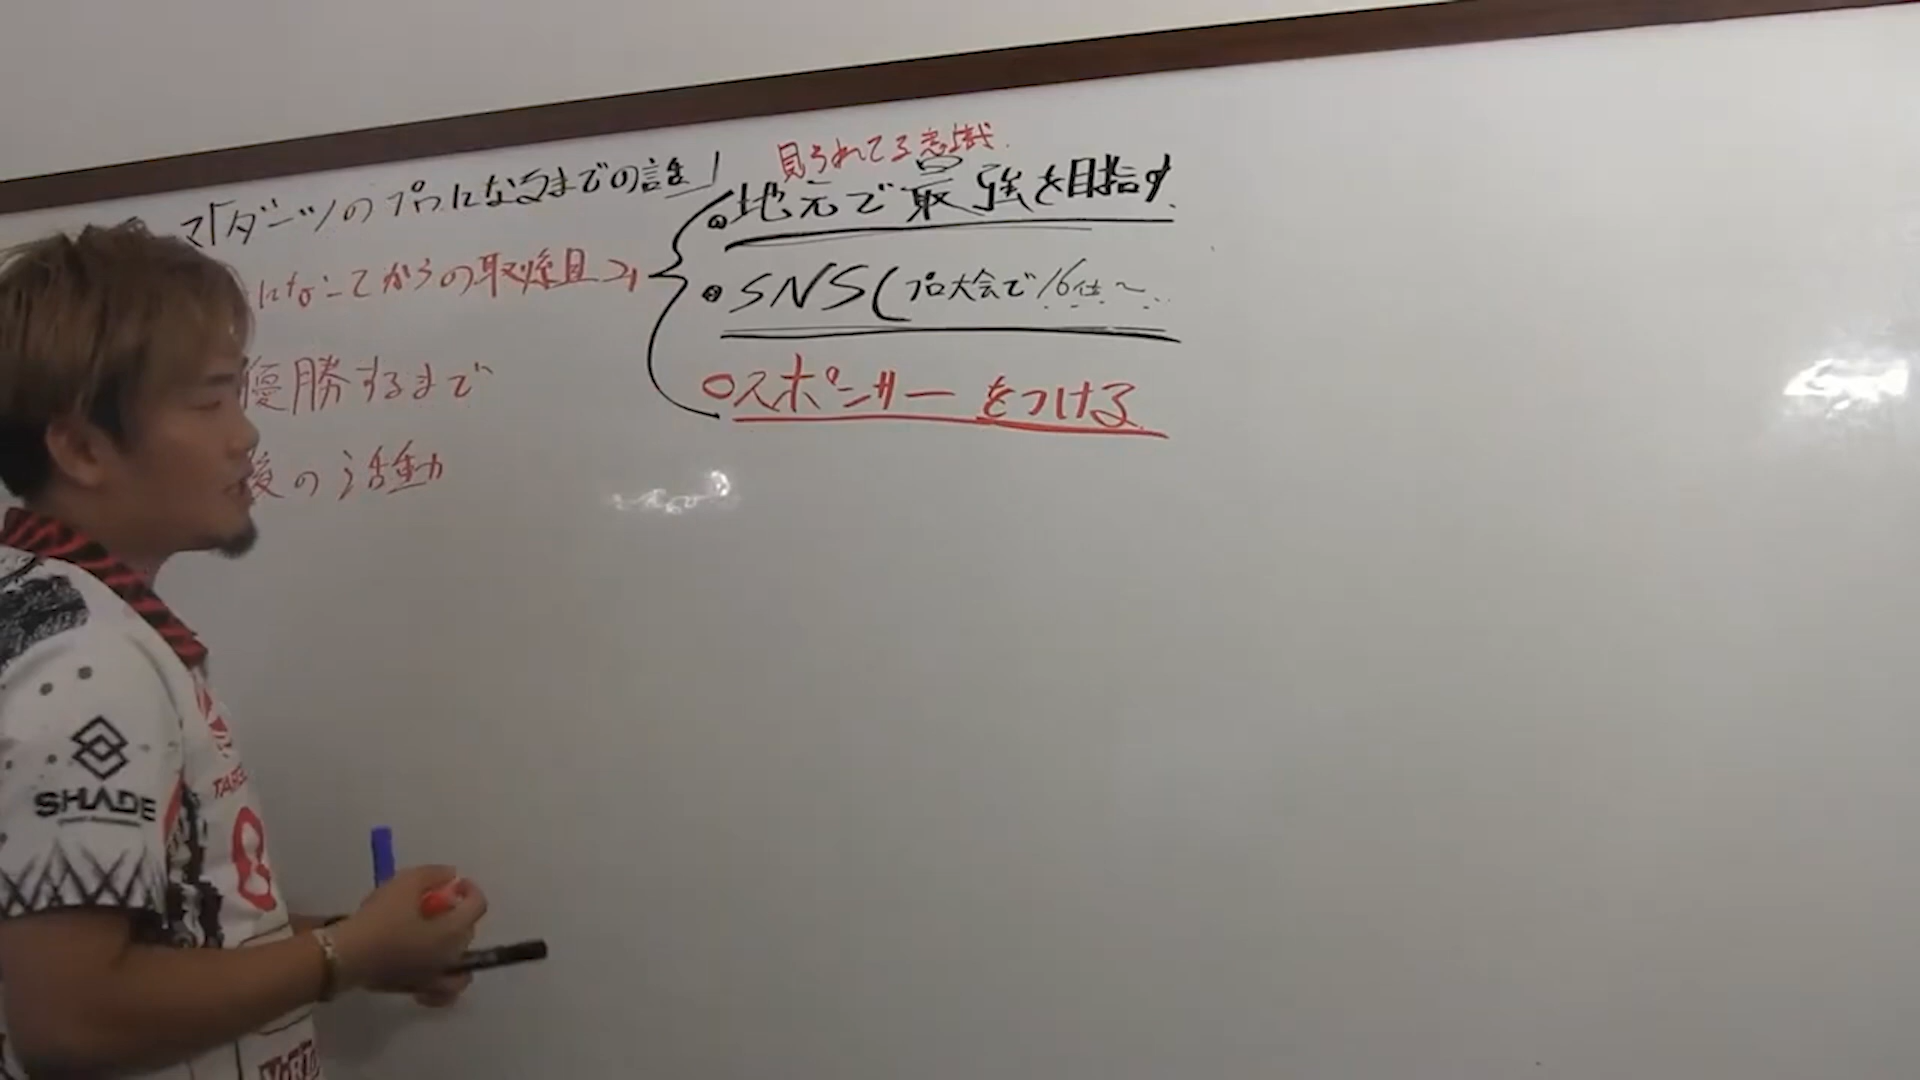 「ダーツのプロになるまでの話」
になってからの取り組み
優勝するまで
後の活動
見られてる意識
・地元で最強を目指す
・SNS(プロ大会で16位～
○スポンサーをつける
SHADE
TARG